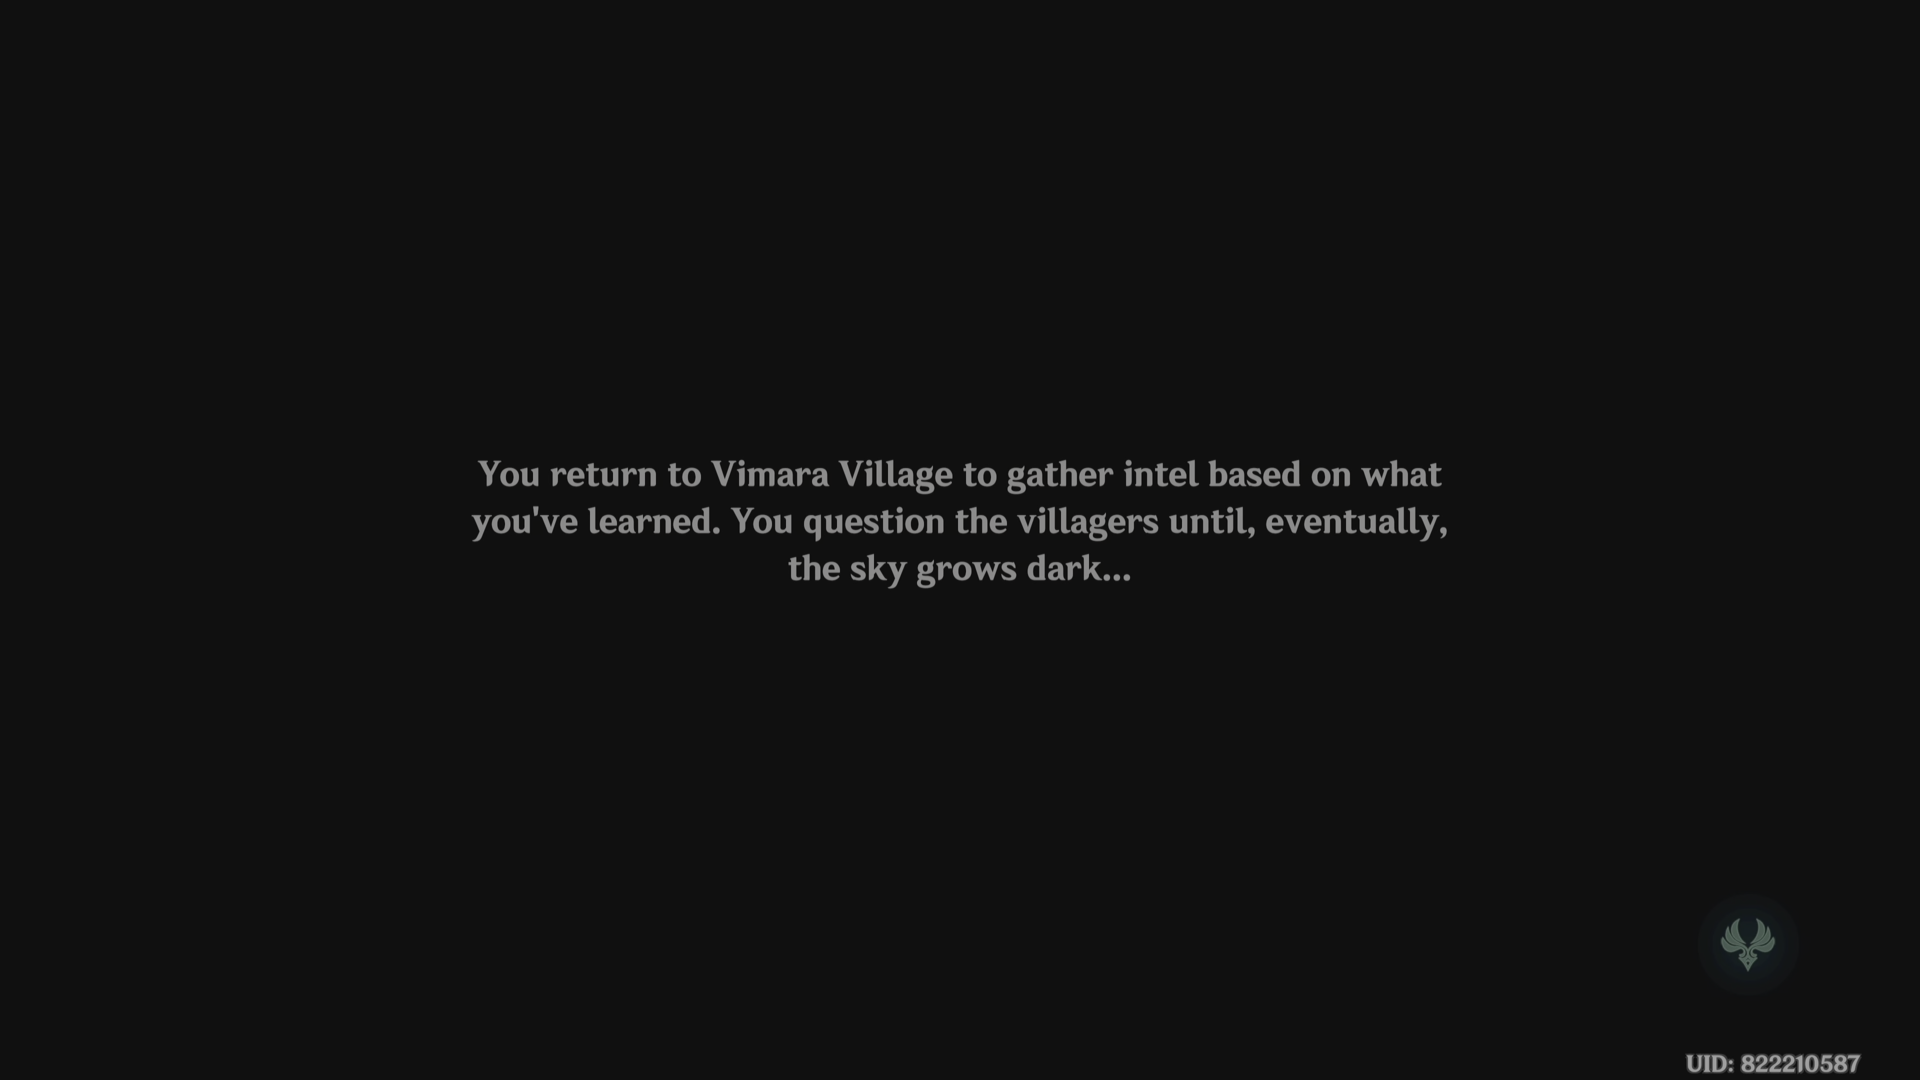 You return to Vimara Village to gather intel based on what
you've learned. You question the villagers until, eventually,
the sky grows dark...
UID: 822210587